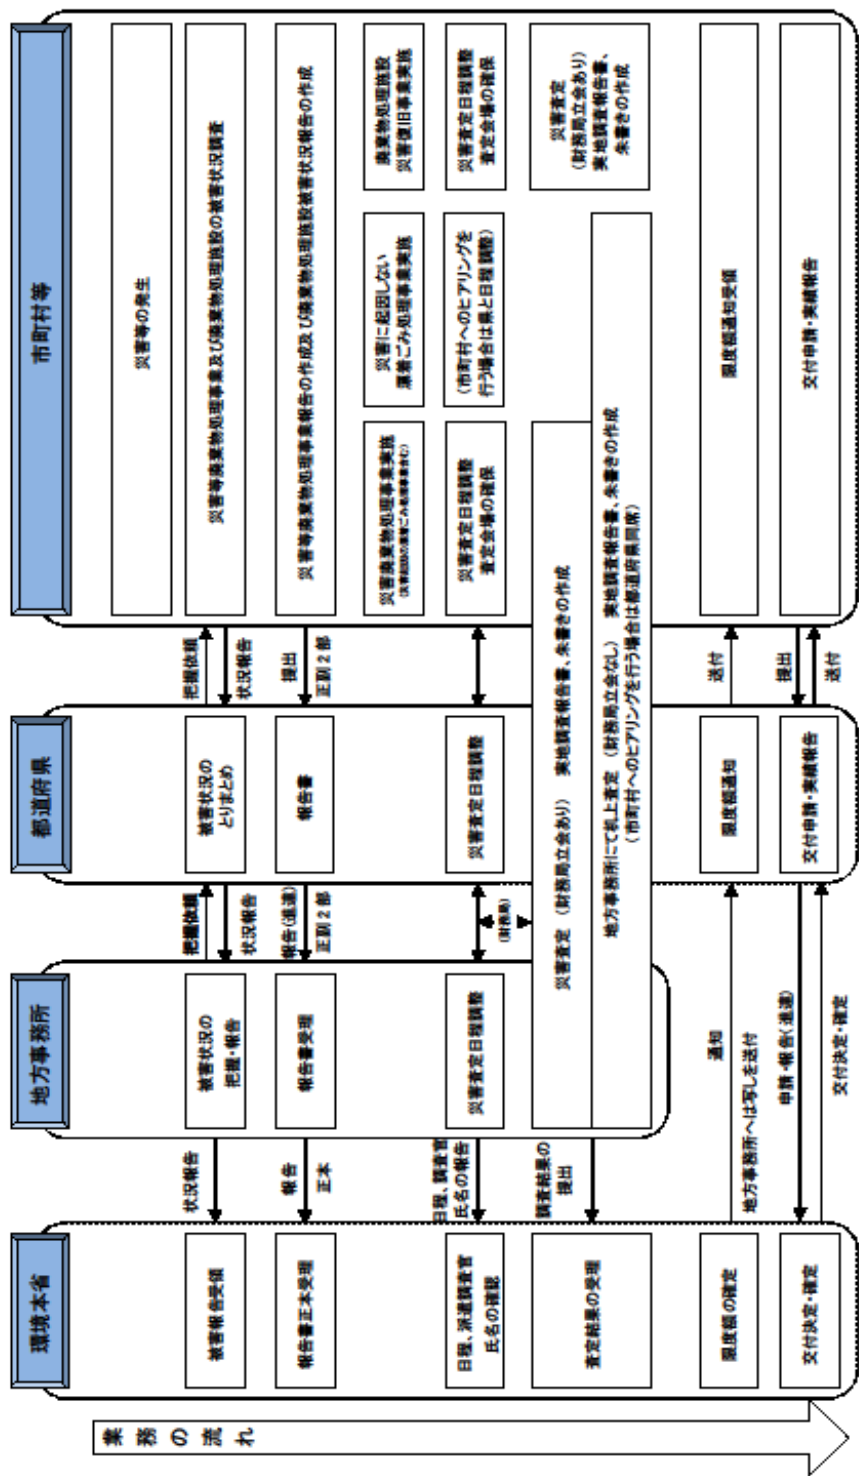 業務の流れ
環境本省
地方事務所
都道府県
市町村等
災害等の発生
被害報告受領
状況報告
被害状況の
把握・報告
把握依頼
状況報告
被害状況の
とりまとめ
把握依頼
状況報告
災害等廃棄物処理事業及び廃棄物処理施設の被害状況調査
報告書正本受理
報告
正本
報告書受理
報告(進達)
正副２部
報告書
提出
正副２部
災害等廃棄物処理事業報告の作成及び廃棄物処理施設被害状況報告の作成
災害廃棄物処理事業実施
(災害起因の漂着ごみ処理事業含む)
災害に起因しない
漂着ごみ処理事業実施
廃棄物処理施設
災害復旧事業実施
日程、派遣調査官
氏名の確認
日程、調査官
氏名の報告
災害査定日程調整
(財務局)
災害査定日程調整
災害査定日程調整
査定会場の確保
(市町村へのヒアリングを
行う場合は県と日程調整)
災害査定日程調整
査定会場の確保
査定結果の受理
調査結果の
提出
災害査定 (財務局立会あり) 実地調査報告書、朱書きの作成
地方事務所にて机上査定 (財務局立会なし) 実地調査報告書、朱書きの作成
(市町村へのヒアリングを行う場合は都道府県同席)
災害査定
(財務局立会あり)
実地調査報告書、
朱書きの作成
限度額の確定
通知
地方事務所へは写しを送付
限度額通知
送付
限度額通知受領
交付決定・確定
申請・報告(進達)
交付決定・確定
交付申請・実績報告
提出
送付
交付申請・実績報告